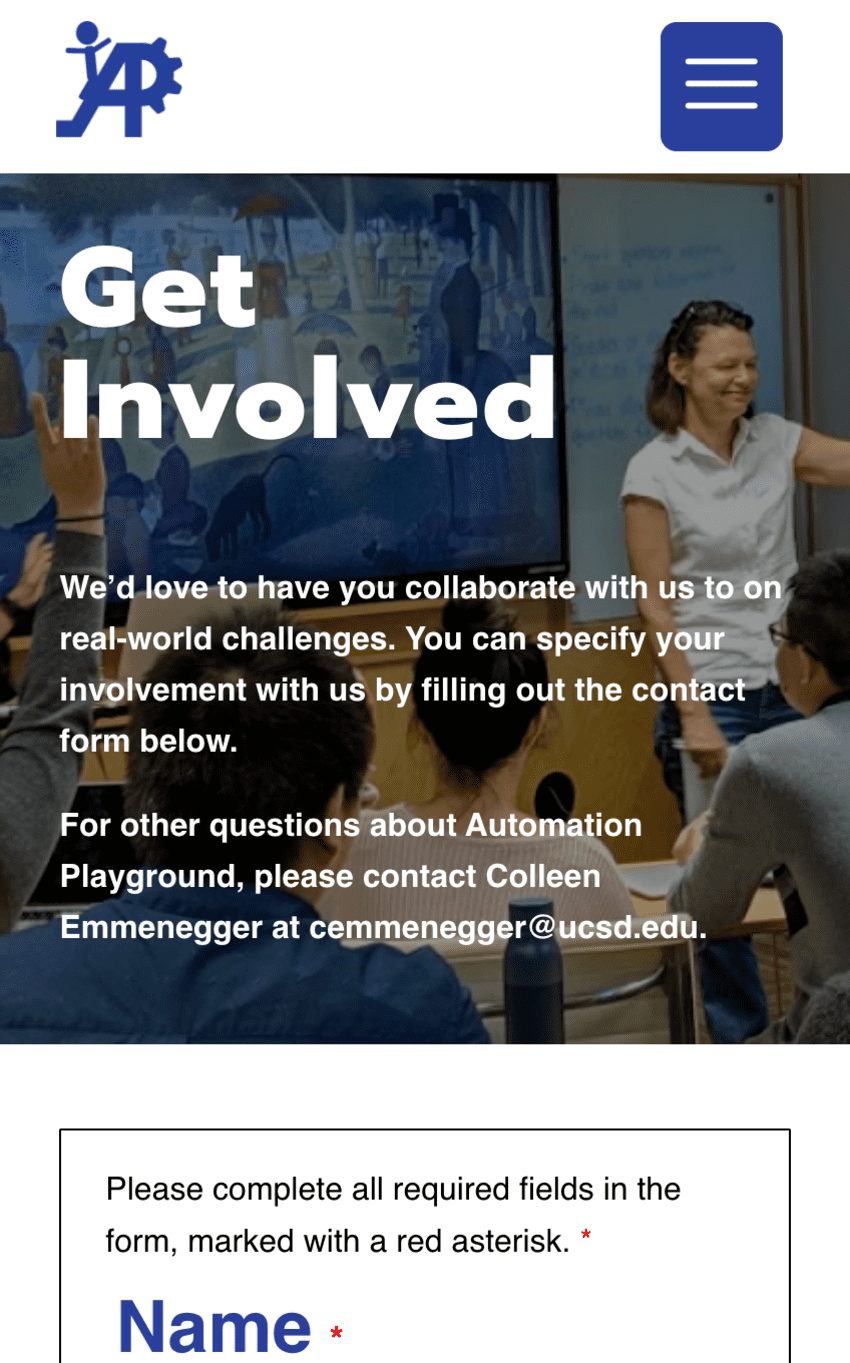 AP
Get
Involved
We’d love to have you collaborate with us to on
real-world challenges. You can specify your
involvement with us by filling out the contact
form below.
For other questions about Automation
Playground, please contact Colleen
Emmenegger at cemmenegger@ucsd.edu.
Please complete all required fields in the
form, marked with a red asterisk. *
Name *